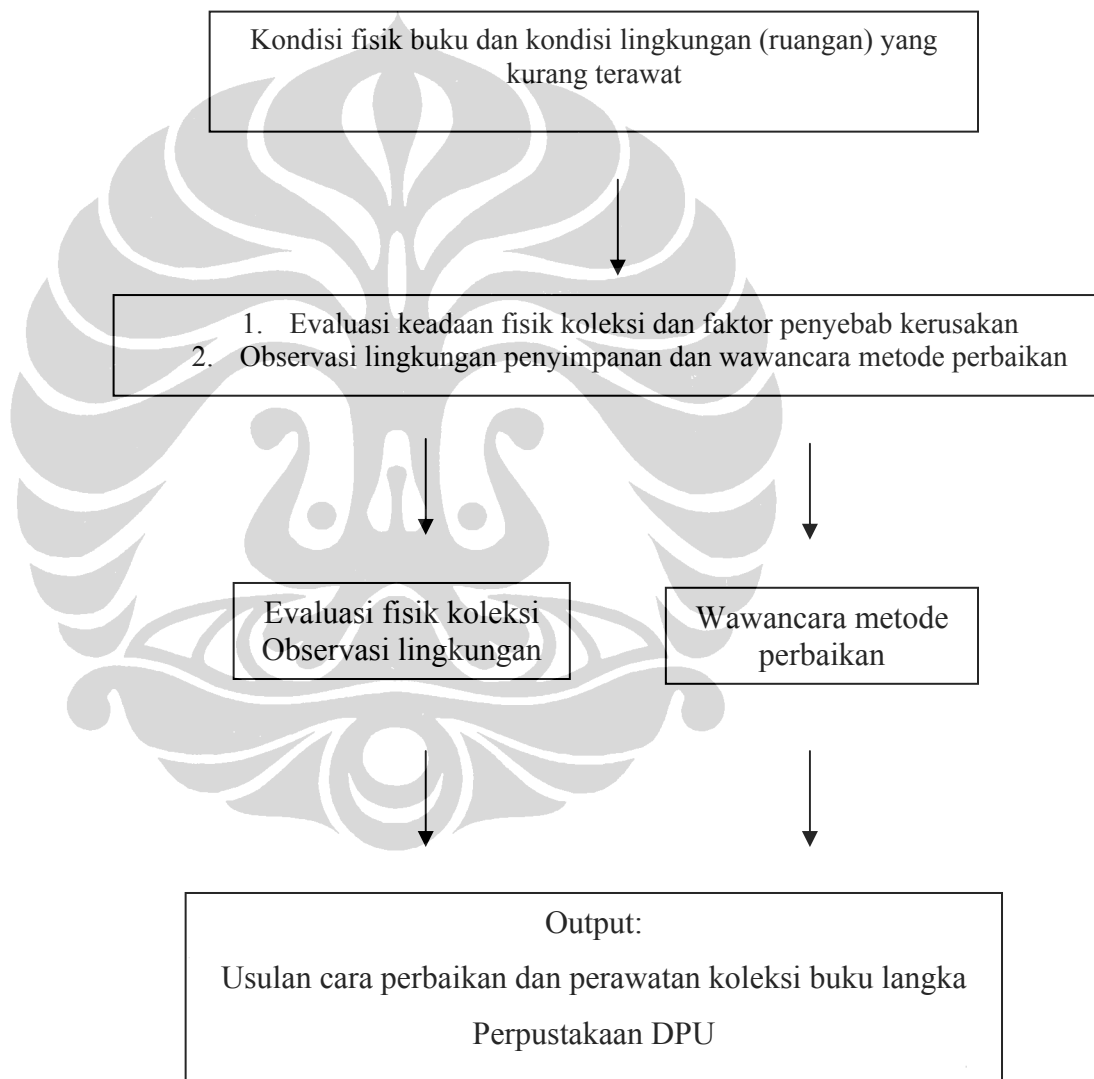 Kondisi fisik buku dan kondisi lingkungan (ruangan) yang
kurang terawat
1. Evaluasi keadaan fisik koleksi dan faktor penyebab kerusakan
2. Observasi lingkungan penyimpanan dan wawancara metode perbaikan
Evaluasi fisik koleksi
Observasi lingkungan
Wawancara metode
perbaikan
Output:
Usulan cara perbaikan dan perawatan koleksi buku langka
Perpustakaan DPU